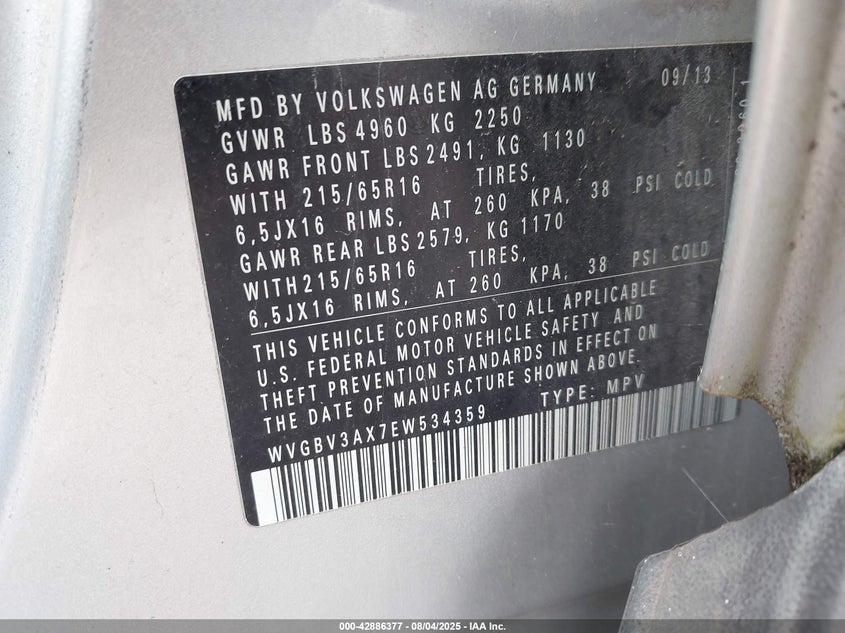 MFD BY VOLKSWAGEN AG GERMANY 09/13
GVWR LBS 4960 KG 2250
GAWR FRONT LBS 2491, KG 1130
WITH 215/65R16 TIRES,
6,5JX16 RIMS, AT 260 KPA, 38 PSI COLD
GAWR REAR LBS 2579, KG 1170
WITH 215/65R16 TIRES,
6,5JX16 RIMS, AT 260 KPA, 38 PSI COLD
THIS VEHICLE CONFORMS TO ALL APPLICABLE
U.S. FEDERAL MOTOR VEHICLE SAFETY AND
THEFT PREVENTION STANDARDS IN EFFECT ON
THE DATE OF MANUFACTURE SHOWN ABOVE.
WVGBV3AX7EW534359 TYPE: MPV
000-42886377 - 08/04/2025 - IAA Inc.